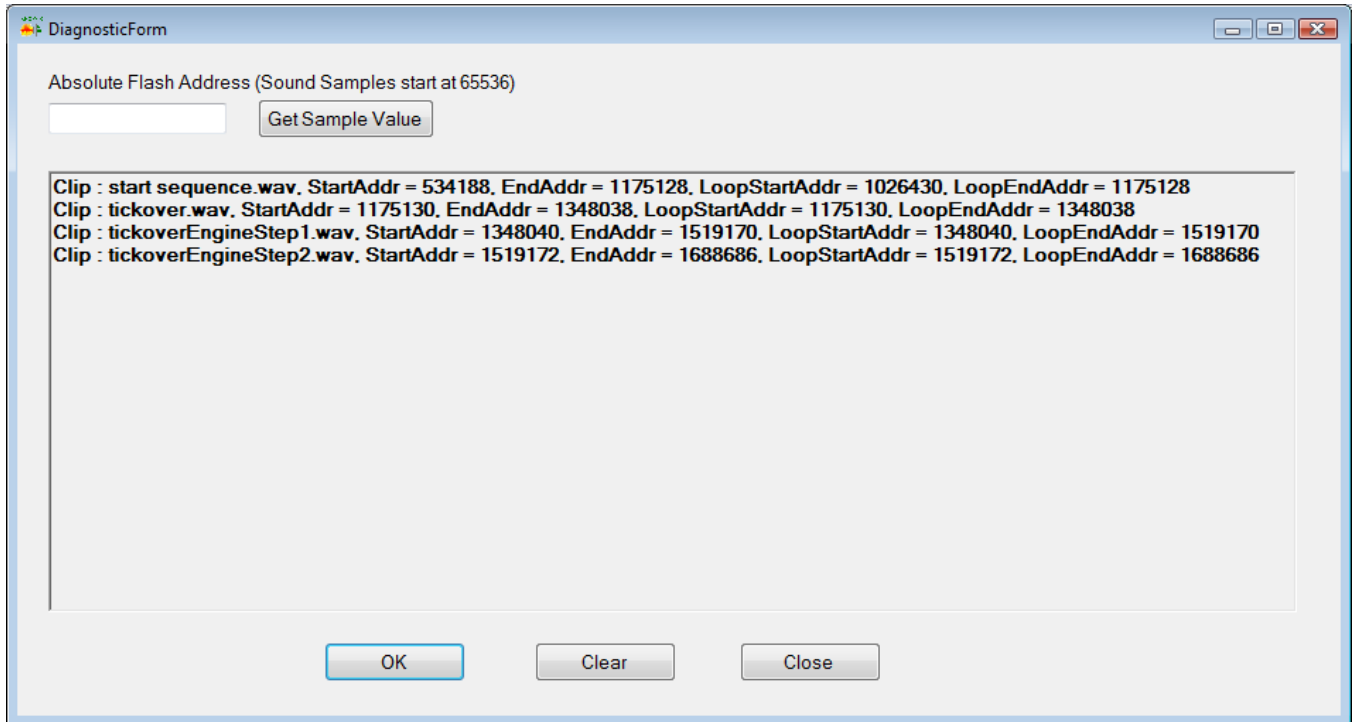 DiagnosticForm
Absolute Flash Address (Sound Samples start at 65536)
Get Sample Value
Clip : start sequence.wav, StartAddr = 534188, EndAddr = 1175128, LoopStartAddr = 1026430, LoopEndAddr = 1175128
Clip : tickover.wav, StartAddr = 1175130, EndAddr = 1348038, LoopStartAddr = 1175130, LoopEndAddr = 1348038
Clip : tickoverEngineStep1.wav, StartAddr = 1348040, EndAddr = 1519170, LoopStartAddr = 1348040, LoopEndAddr = 1519170
Clip : tickoverEngineStep2.wav, StartAddr = 1519172, EndAddr = 1688686, LoopStartAddr = 1519172, LoopEndAddr = 1688686
OK Clear Close